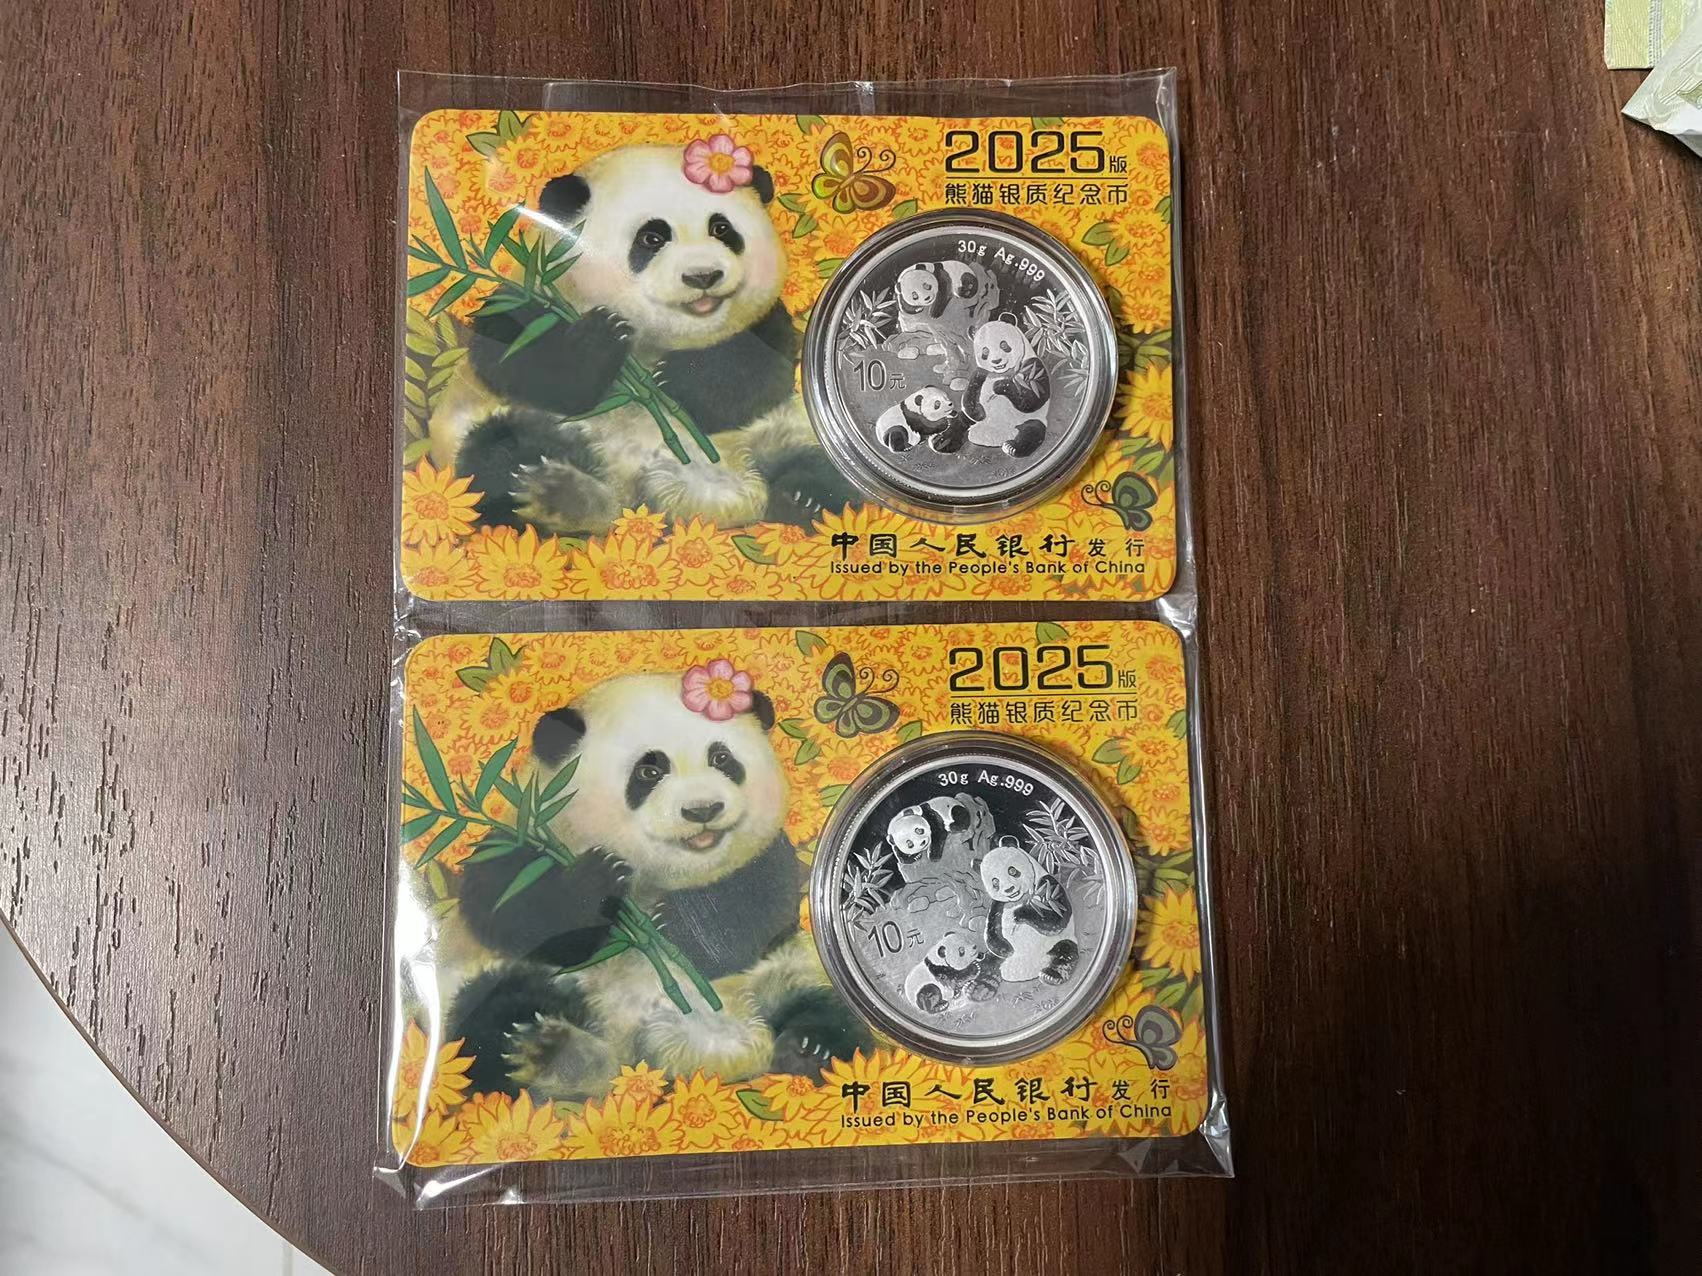 2025版
熊猫银质纪念币
30g Ag.999
10元
中国人民银行 发行
Issued by the People's Bank of China
2025版
熊猫银质纪念币
30g Ag.999
10元
中国人民银行 发行
Issued by the People's Bank of China